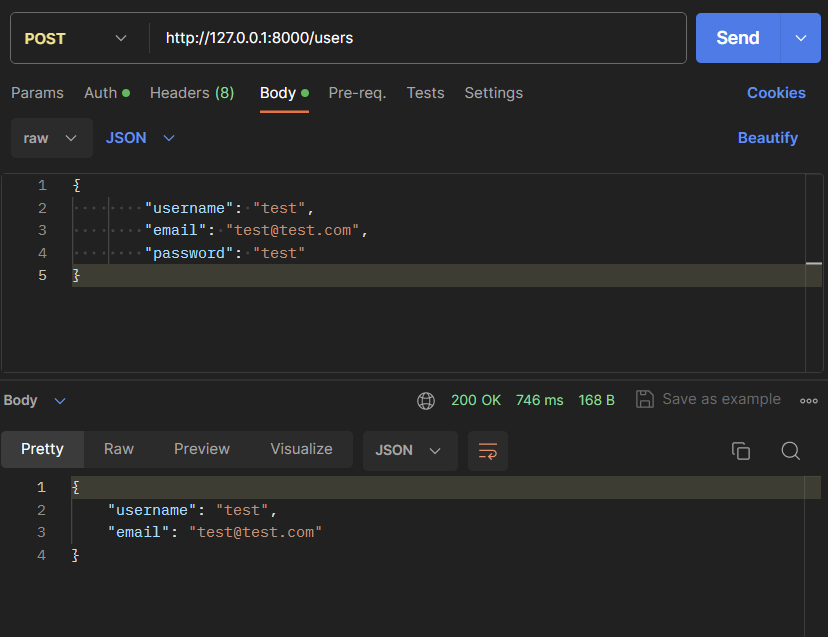 POST http://127.0.0.1:8000/users Send
Params Auth Headers (8) Body Pre-req. Tests Settings Cookies
raw JSON Beautify
1 {
2 "username": "test",
3 "email": "test@test.com",
4 "password": "test"
5 }
Body 200 OK 746 ms 168 B Save as example
Pretty Raw Preview Visualize JSON
1 {
2 "username": "test",
3 "email": "test@test.com"
4 }